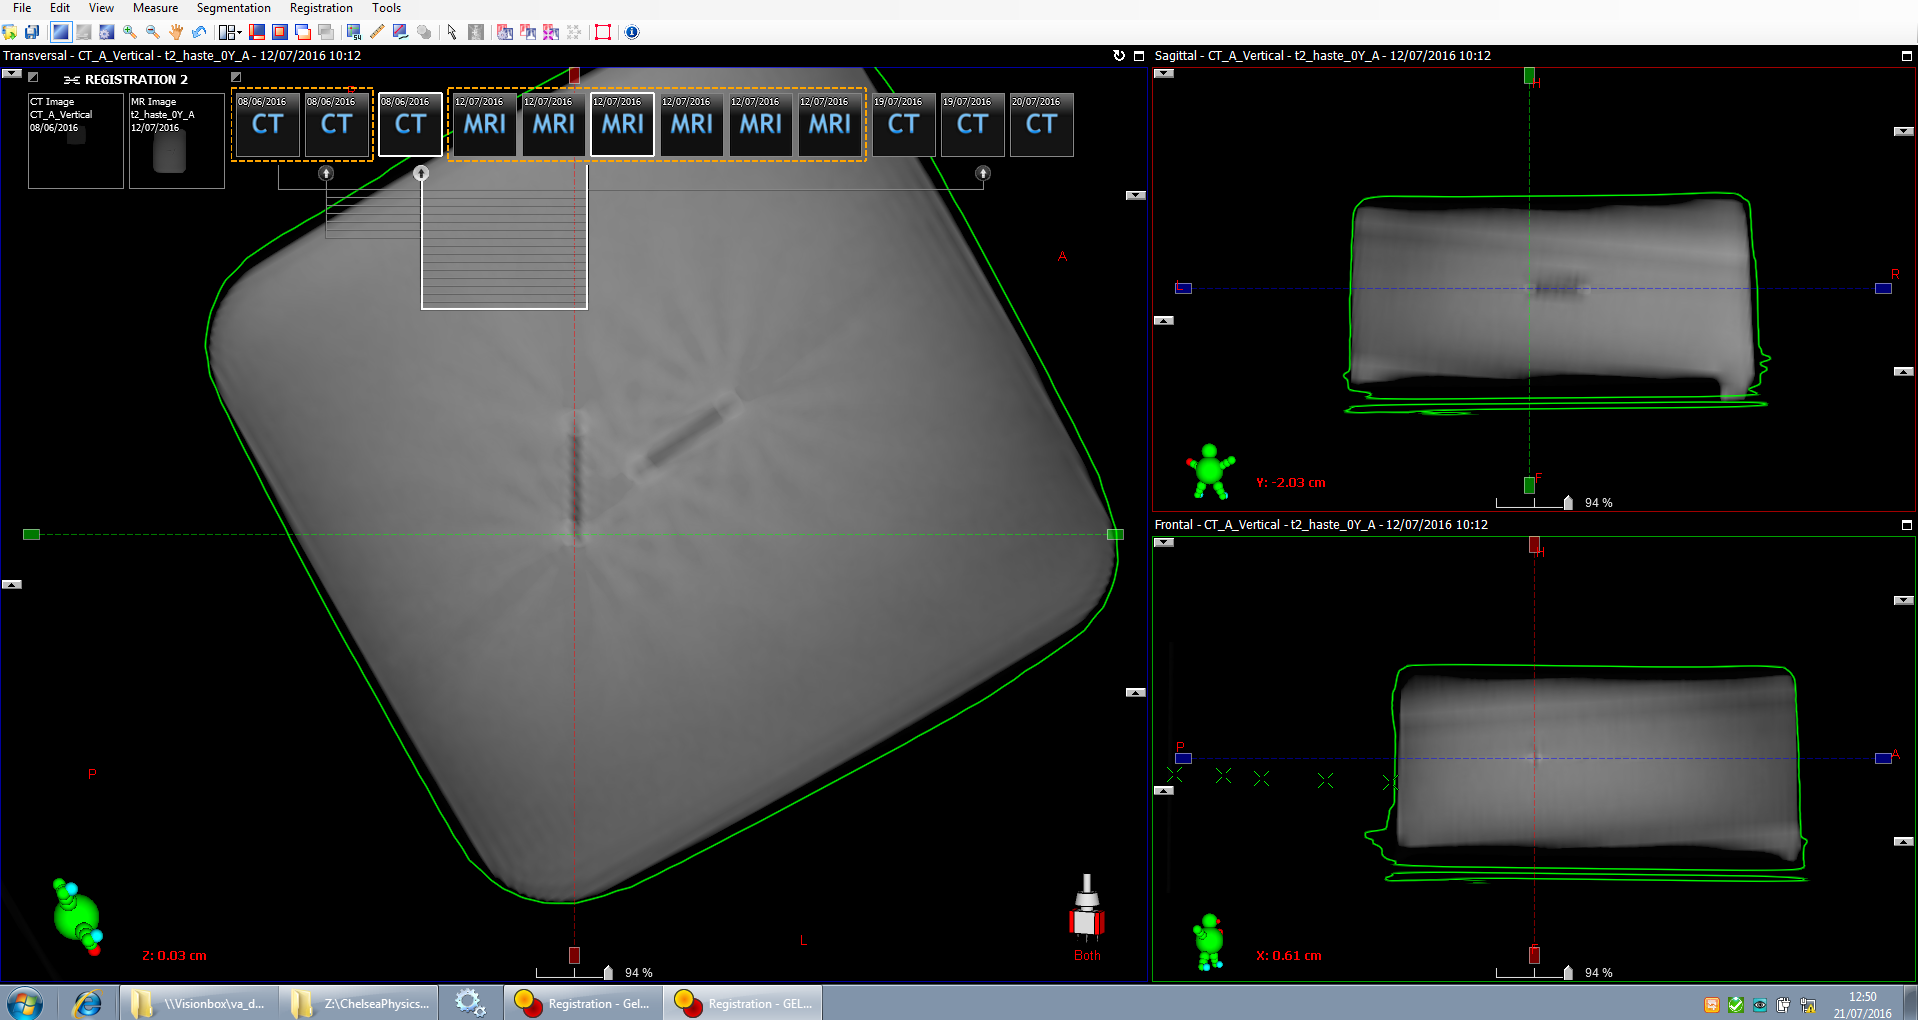 File Edit View Measure Segmentation Registration Tools
Transversal - CT_A_Vertical - t2_haste_0Y_A - 12/07/2016 10:12
REGISTRATION 2
CT Image
CT_A_Vertical
08/06/2016
MR Image
t2_haste_0Y_A
12/07/2016
08/06/2016 08/06/2016 08/06/2016 12/07/2016 12/07/2016 12/07/2016 12/07/2016 12/07/2016 12/07/2016 19/07/2016 19/07/2016 20/07/2016
CT CT CT MRI MRI MRI MRI MRI MRI CT CT CT
A
P
L
Z: 0.03 cm
94 %
Both
Sagittal - CT_A_Vertical - t2_haste_0Y_A - 12/07/2016 10:12
H
L
R
F
Y: -2.03 cm
94 %
Frontal - CT_A_Vertical - t2_haste_0Y_A - 12/07/2016 10:12
H
P
A
F
X: 0.61 cm
94 %
\\Visionbox\va_d...
Z:\ChelseaPhysics...
Registration - Gel...
Registration - GEL...
12:50
21/07/2016